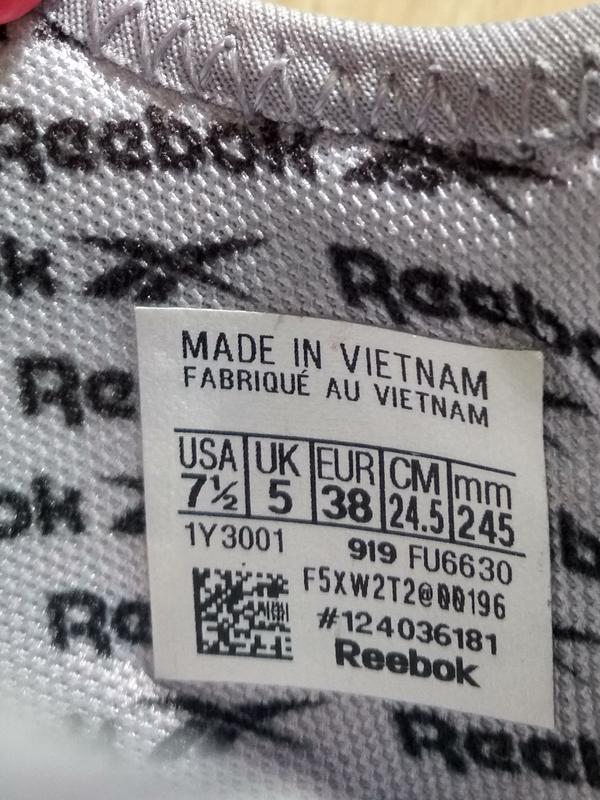 Reebok
Reebok
Reebok
MADE IN VIETNAM
FABRIQUÉ AU VIETNAM
USA UK EUR CM mm
7½ 5 38 24.5 245
1Y3001 919 FU6630
F5XW2T2@00196
#124036181
Reebok